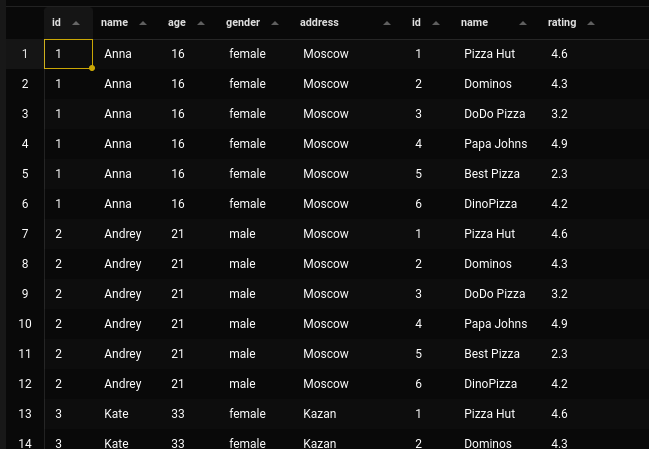 id name age gender address id name rating
1 1 Anna 16 female Moscow 1 Pizza Hut 4.6
2 1 Anna 16 female Moscow 2 Dominos 4.3
3 1 Anna 16 female Moscow 3 DoDo Pizza 3.2
4 1 Anna 16 female Moscow 4 Papa Johns 4.9
5 1 Anna 16 female Moscow 5 Best Pizza 2.3
6 1 Anna 16 female Moscow 6 DinoPizza 4.2
7 2 Andrey 21 male Moscow 1 Pizza Hut 4.6
8 2 Andrey 21 male Moscow 2 Dominos 4.3
9 2 Andrey 21 male Moscow 3 DoDo Pizza 3.2
10 2 Andrey 21 male Moscow 4 Papa Johns 4.9
11 2 Andrey 21 male Moscow 5 Best Pizza 2.3
12 2 Andrey 21 male Moscow 6 DinoPizza 4.2
13 3 Kate 33 female Kazan 1 Pizza Hut 4.6
14 3 Kate 33 female Kazan 2 Dominos 4.3